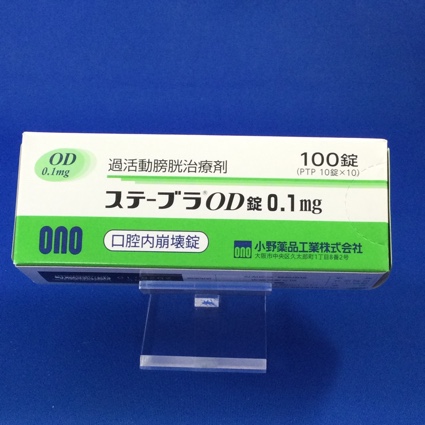 OD
0.1mg
過活動膀胱治療剤
100錠
(PTP 10錠×10)
ステーブラ®OD錠 0.1mg
ono
口腔内崩壊錠
ono 小野薬品工業株式会社
大阪市中央区久太郎町1丁目8番2号